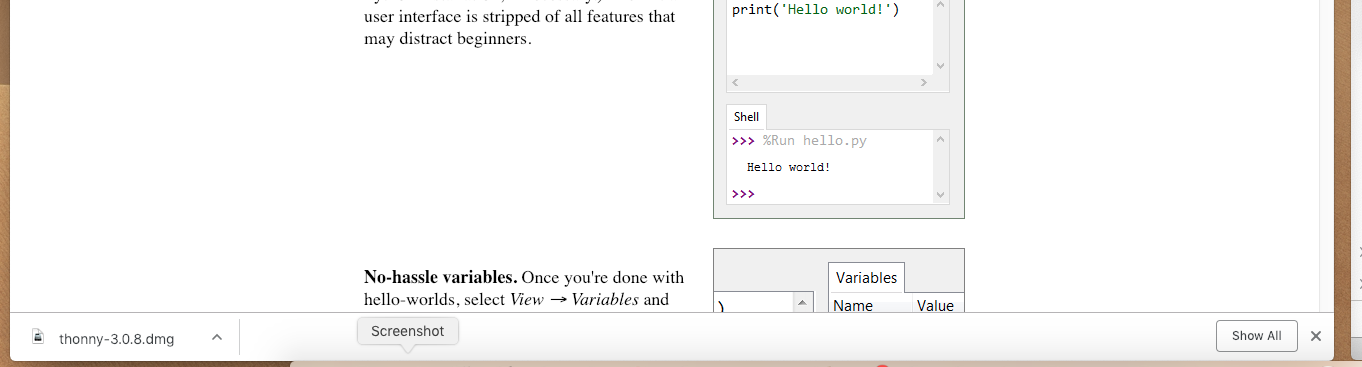 user interface is stripped of all features that
may distract beginners.
print('Hello world!')
Shell
>>> %Run hello.py
Hello world!
>>>
No-hassle variables. Once you're done with
hello-worlds, select View → Variables and
Variables
)
Name Value
thonny-3.0.8.dmg
Screenshot
Show All